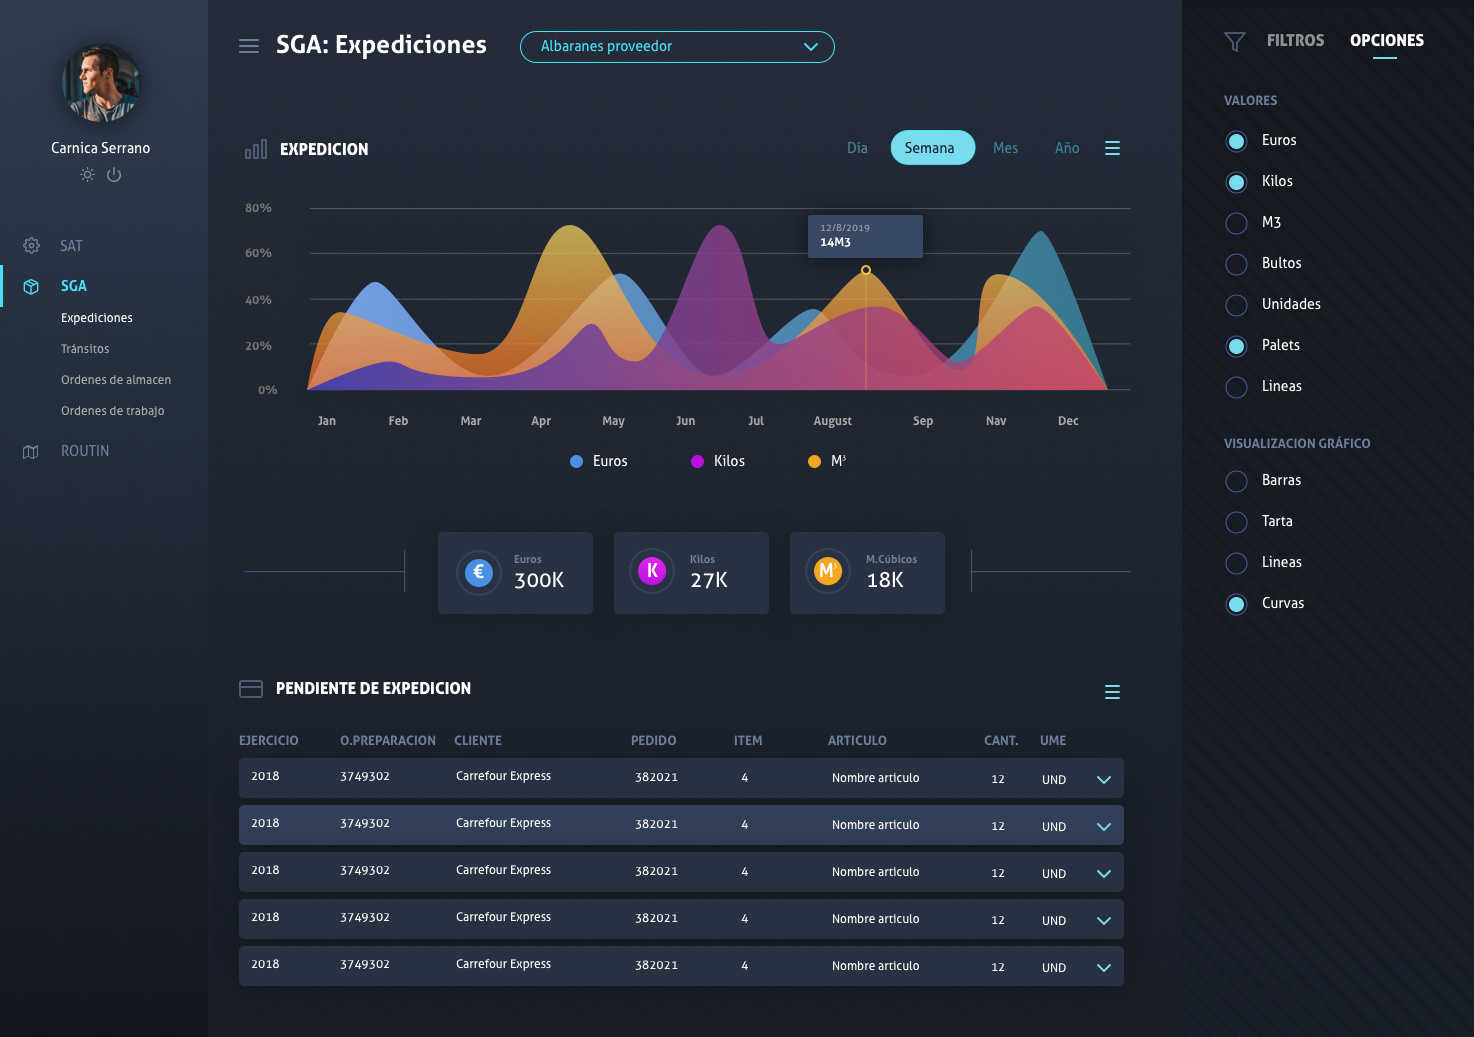 Carnica Serrano
SAT
SGA
Expediciones
Tránsitos
Ordenes de almacen
Ordenes de trabajo
ROUTIN
SGA: Expediciones
Albaranes proveedor
EXPEDICION
Día Semana Mes Año
80%
60%
40%
20%
0%
12/8/2019
14M3
Jan Feb Mar Apr May Jun Jul August Sep Nav Dec
Euros Kilos M³
€ Euros 300K
K Kilos 27K
M³ M.Cúbicos 18K
PENDIENTE DE EXPEDICION
EJERCICIO O.PREPARACION CLIENTE PEDIDO ITEM ARTICULO CANT. UME
2018 3749302 Carrefour Express 382021 4 Nombre articulo 12 UND
2018 3749302 Carrefour Express 382021 4 Nombre articulo 12 UND
2018 3749302 Carrefour Express 382021 4 Nombre articulo 12 UND
2018 3749302 Carrefour Express 382021 4 Nombre articulo 12 UND
2018 3749302 Carrefour Express 382021 4 Nombre articulo 12 UND
FILTROS OPCIONES
VALORES
Euros
Kilos
M3
Bultos
Unidades
Palets
Lineas
VISUALIZACION GRÁFICO
Barras
Tarta
Lineas
Curvas